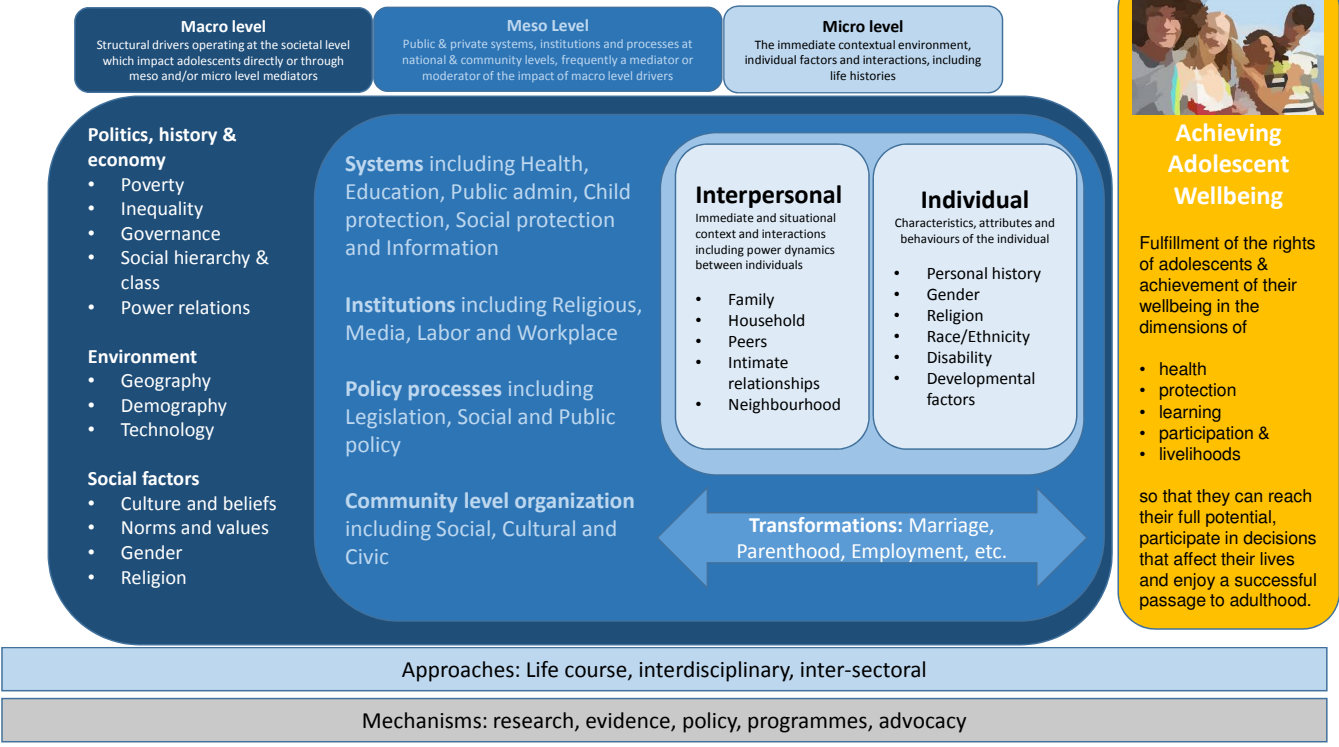 Macro level
Structural drivers operating at the societal level
which impact adolescents directly or through
meso and/or micro level mediators
Meso Level
Public & private systems, institutions and processes at
national & community levels, frequently a mediator or
moderator of the impact of macro level drivers
Micro level
The immediate contextual environment,
individual factors and interactions, including
life histories
Politics, history &
economy
• Poverty
• Inequality
• Governance
• Social hierarchy &
class
• Power relations
Environment
• Geography
• Demography
• Technology
Social factors
• Culture and beliefs
• Norms and values
• Gender
• Religion
Systems including Health,
Education, Public admin, Child
protection, Social protection
and Information
Institutions including Religious,
Media, Labor and Workplace
Policy processes including
Legislation, Social and Public
policy
Community level organization
including Social, Cultural and
Civic
Interpersonal
Immediate and situational
context and interactions
including power dynamics
between individuals
• Family
• Household
• Peers
• Intimate
relationships
• Neighbourhood
Individual
Characteristics, attributes and
behaviours of the individual
• Personal history
• Gender
• Religion
• Race/Ethnicity
• Disability
• Developmental
factors
Transformations: Marriage,
Parenthood, Employment, etc.
Achieving
Adolescent
Wellbeing
Fulfillment of the rights
of adolescents &
achievement of their
wellbeing in the
dimensions of
• health
• protection
• learning
• participation &
• livelihoods
so that they can reach
their full potential,
participate in decisions
that affect their lives
and enjoy a successful
passage to adulthood.
Approaches: Life course, interdisciplinary, inter-sectoral
Mechanisms: research, evidence, policy, programmes, advocacy